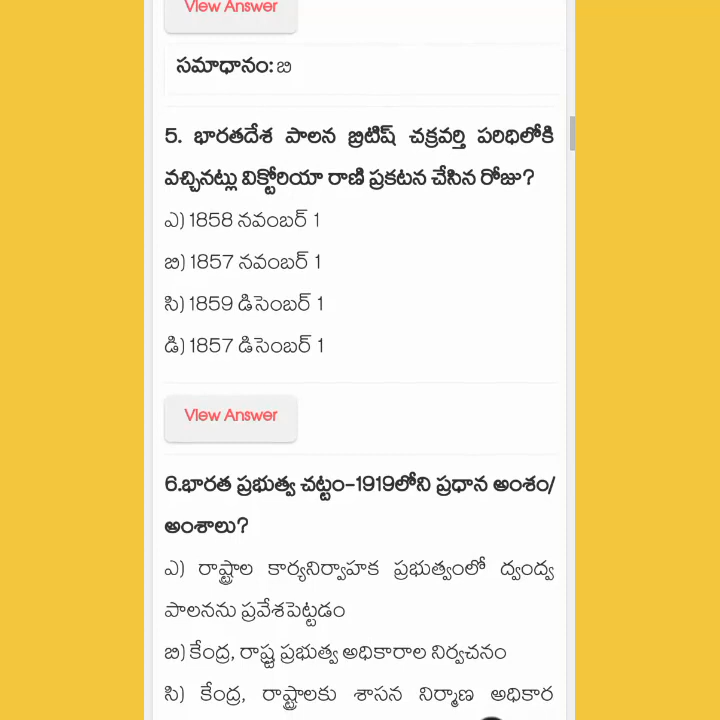 View Answer
సమాధానం: బి
5. భారతదేశ పాలన బ్రిటిష్ చక్రవర్తి పరిధిలోకి
వచ్చినట్లు విక్టోరియా రాణి ప్రకటన చేసిన రోజు?
ఎ) 1858 నవంబర్ 1
బి) 1857 నవంబర్ 1
సి) 1859 డిసెంబర్ 1
డి) 1857 డిసెంబర్ 1
View Answer
6.భారత ప్రభుత్వ చట్టం-1919లోని ప్రధాన అంశం/
అంశాలు?
ఎ) రాష్ట్రాల కార్యనిర్వాహక ప్రభుత్వంలో ద్వంద్వ
పాలనను ప్రవేశపెట్టడం
బి) కేంద్ర, రాష్ట్ర ప్రభుత్వ అధికారాల నిర్వచనం
సి) కేంద్ర, రాష్ట్రాలకు శాసన నిర్మాణ అధికార